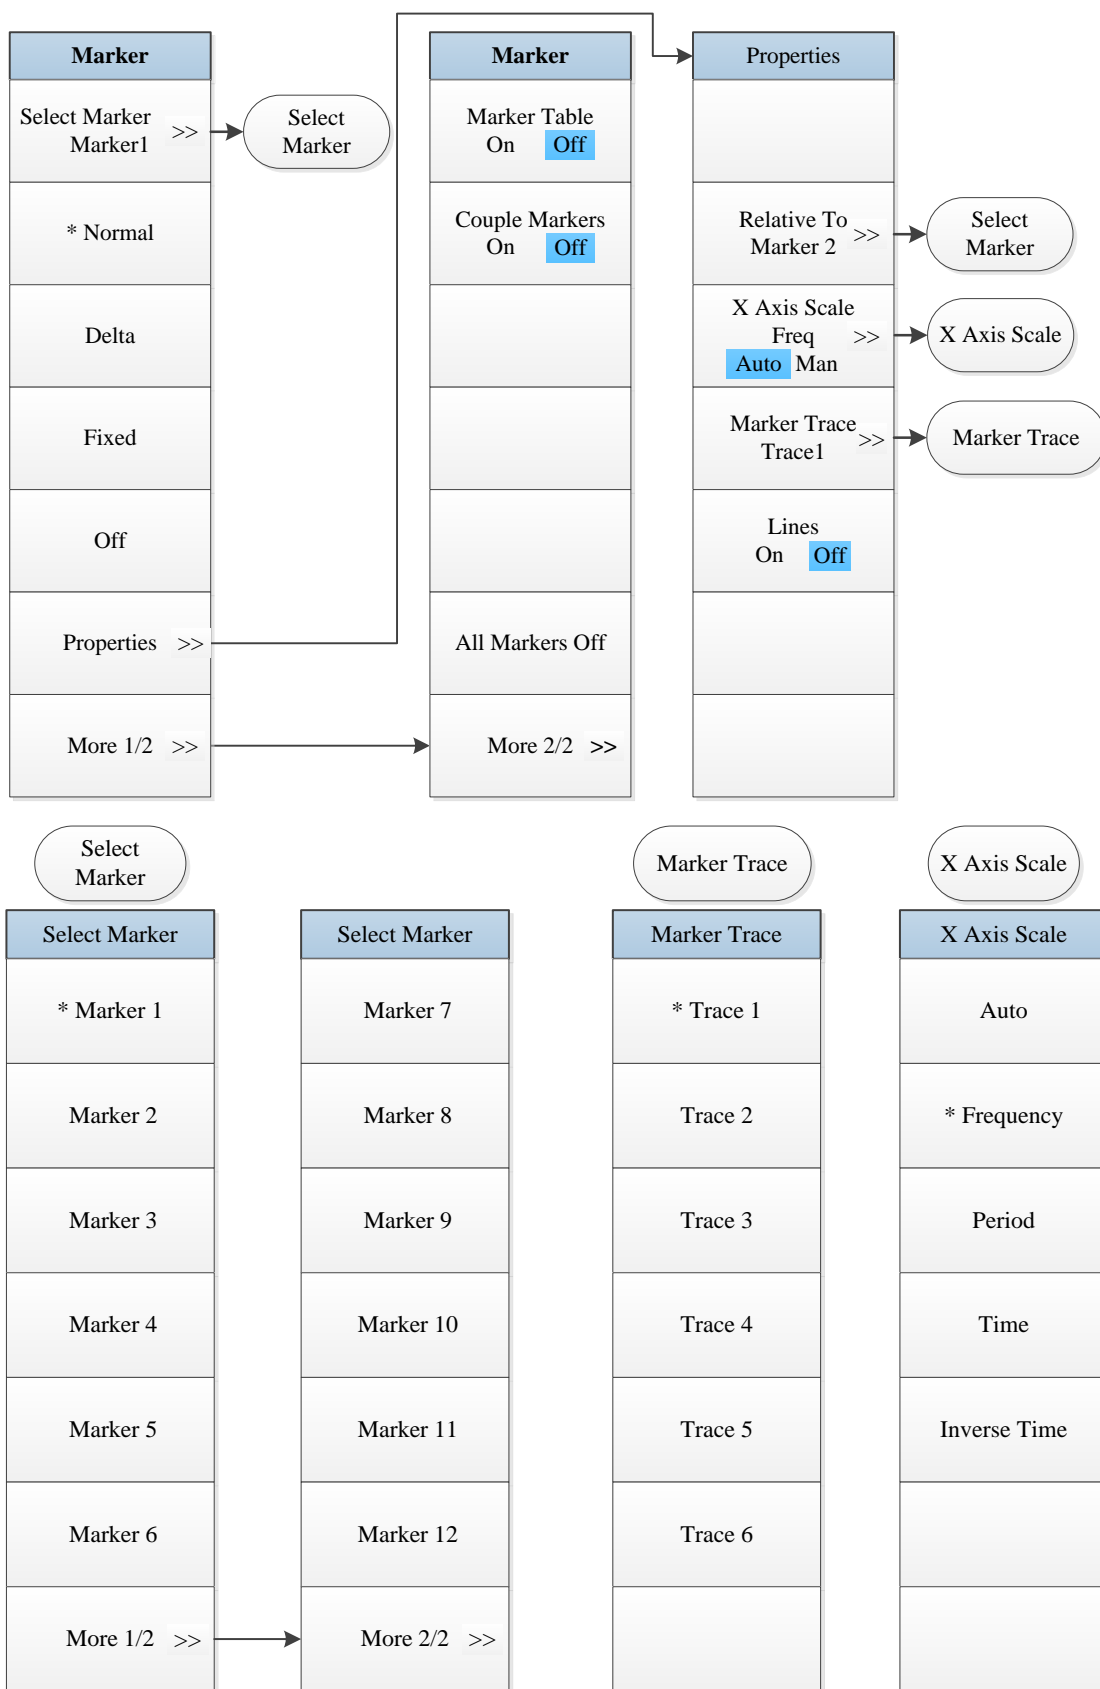 Marker
Select Marker
Marker1 >>
Select
Marker
* Normal
Delta
Fixed
Off
Properties >>
More 1/2 >>
Marker
Marker Table
On Off
Couple Markers
On Off
All Markers Off
More 2/2 >>
Properties
Relative To
Marker 2 >>
Select
Marker
X Axis Scale
Freq >>
Auto Man
X Axis Scale
Marker Trace
Trace1 >>
Marker Trace
Lines
On Off
Select
Marker
Select Marker
* Marker 1
Marker 2
Marker 3
Marker 4
Marker 5
Marker 6
More 1/2 >>
Select Marker
Marker 7
Marker 8
Marker 9
Marker 10
Marker 11
Marker 12
More 2/2 >>
Marker Trace
Marker Trace
* Trace 1
Trace 2
Trace 3
Trace 4
Trace 5
Trace 6
X Axis Scale
X Axis Scale
Auto
* Frequency
Period
Time
Inverse Time